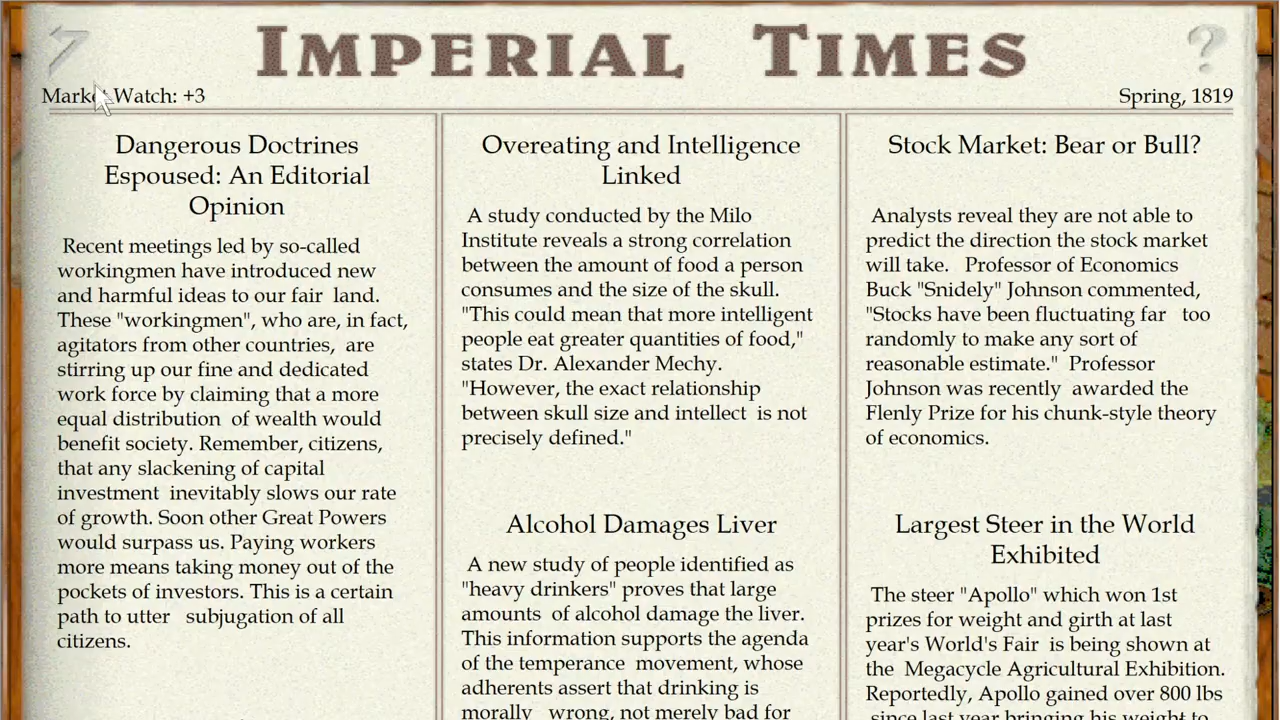 IMPERIAL TIMES
Market Watch: +3
Spring, 1819
Dangerous Doctrines
Espoused: An Editorial
Opinion
Recent meetings led by so-called
workingmen have introduced new
and harmful ideas to our fair land.
These "workingmen", who are, in fact,
agitators from other countries, are
stirring up our fine and dedicated
work force by claiming that a more
equal distribution of wealth would
benefit society. Remember, citizens,
that any slackening of capital
investment inevitably slows our rate
of growth. Soon other Great Powers
would surpass us. Paying workers
more means taking money out of the
pockets of investors. This is a certain
path to utter subjugation of all
citizens.
Overeating and Intelligence
Linked
A study conducted by the Milo
Institute reveals a strong correlation
between the amount of food a person
consumes and the size of the skull.
"This could mean that more intelligent
people eat greater quantities of food,"
states Dr. Alexander Mechy.
"However, the exact relationship
between skull size and intellect is not
precisely defined."
Alcohol Damages Liver
A new study of people identified as
"heavy drinkers" proves that large
amounts of alcohol damage the liver.
This information supports the agenda
of the temperance movement, whose
adherents assert that drinking is
morally wrong, not merely bad for
Stock Market: Bear or Bull?
Analysts reveal they are not able to
predict the direction the stock market
will take. Professor of Economics
Buck "Snidely" Johnson commented,
"Stocks have been fluctuating far too
randomly to make any sort of
reasonable estimate." Professor
Johnson was recently awarded the
Flenly Prize for his chunk-style theory
of economics.
Largest Steer in the World
Exhibited
The steer "Apollo" which won 1st
prizes for weight and girth at last
year's World's Fair is being shown at
the Megacycle Agricultural Exhibition.
Reportedly, Apollo gained over 800 lbs
since last year bringing his weight to